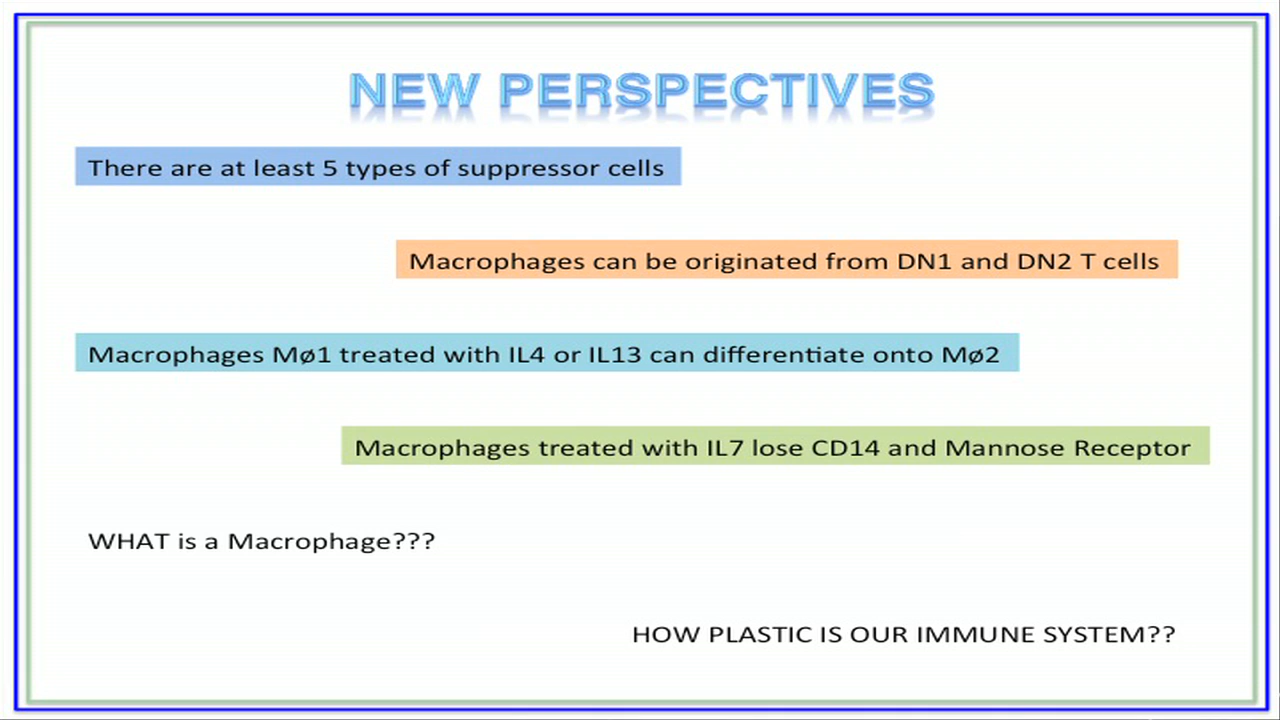 NEW PERSPECTIVES
There are at least 5 types of suppressor cells
Macrophages can be originated from DN1 and DN2 T cells
Macrophages Mø1 treated with IL4 or IL13 can differentiate onto Mø2
Macrophages treated with IL7 lose CD14 and Mannose Receptor
WHAT is a Macrophage???
HOW PLASTIC IS OUR IMMUNE SYSTEM??